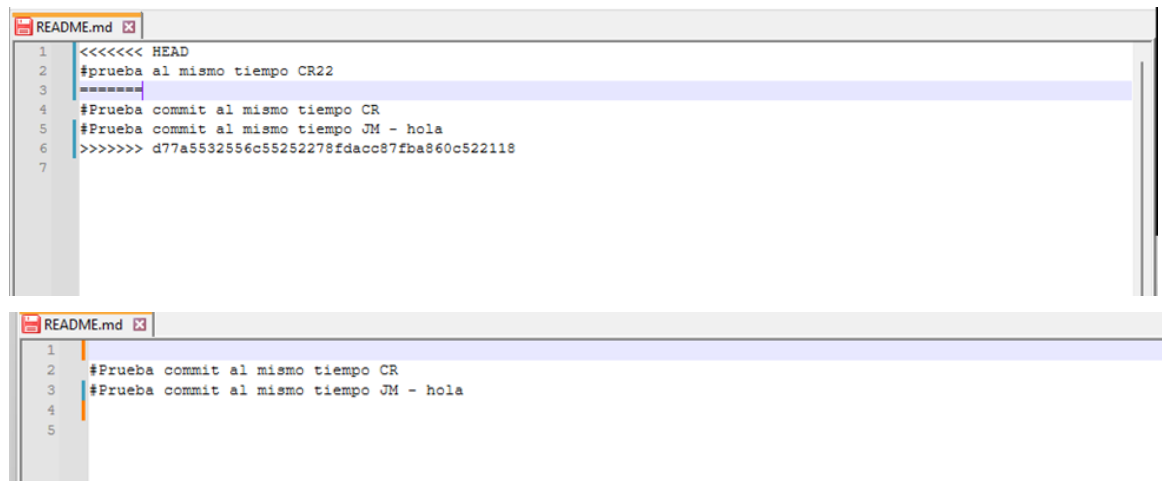 README.md
1 <<<<<<< HEAD
2 #prueba al mismo tiempo CR22
3 =======
4 #Prueba commit al mismo tiempo CR
5 #Prueba commit al mismo tiempo JM - hola
6 >>>>>>> d77a5532556c55252278fdacc87fba860c522118
7
README.md
1
2 #Prueba commit al mismo tiempo CR
3 #Prueba commit al mismo tiempo JM - hola
4
5